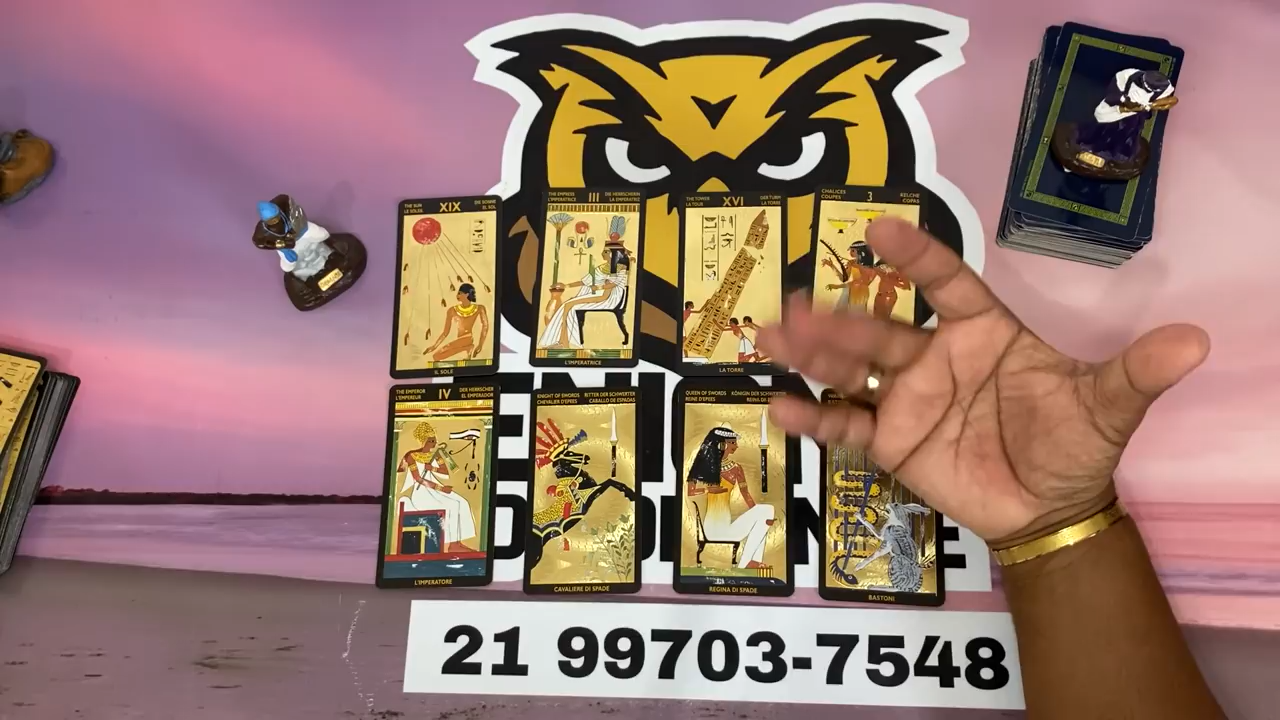 THE SUN
LE SOLEIL
XIX
DIE SONNE
EL SOL
IL SOLE
THE EMPRESS
L'IMPERATRICE
III
DIE HERRSCHERIN
LA EMPERATRIZ
L'IMPERATRICE
THE TOWER
LA TOUR
XVI
DER TURM
LA TORRE
LA TORRE
CHALICES
COUPES
3
KELCHE
COPAS
THE EMPEROR
L'EMPEREUR
IV
DER HERRSCHER
EL EMPERADOR
L'IMPERATORE
KNIGHT OF SWORDS
CHEVALIER D'EPEES
RITTER DER SCHWERTER
CABALLO DE ESPADAS
CAVALIERE DI SPADE
QUEEN OF SWORDS
REINE D'EPEES
KÖNIGIN DER SCHWERTER
REGINA DI SPADE
BASTONI
21 99703-7548